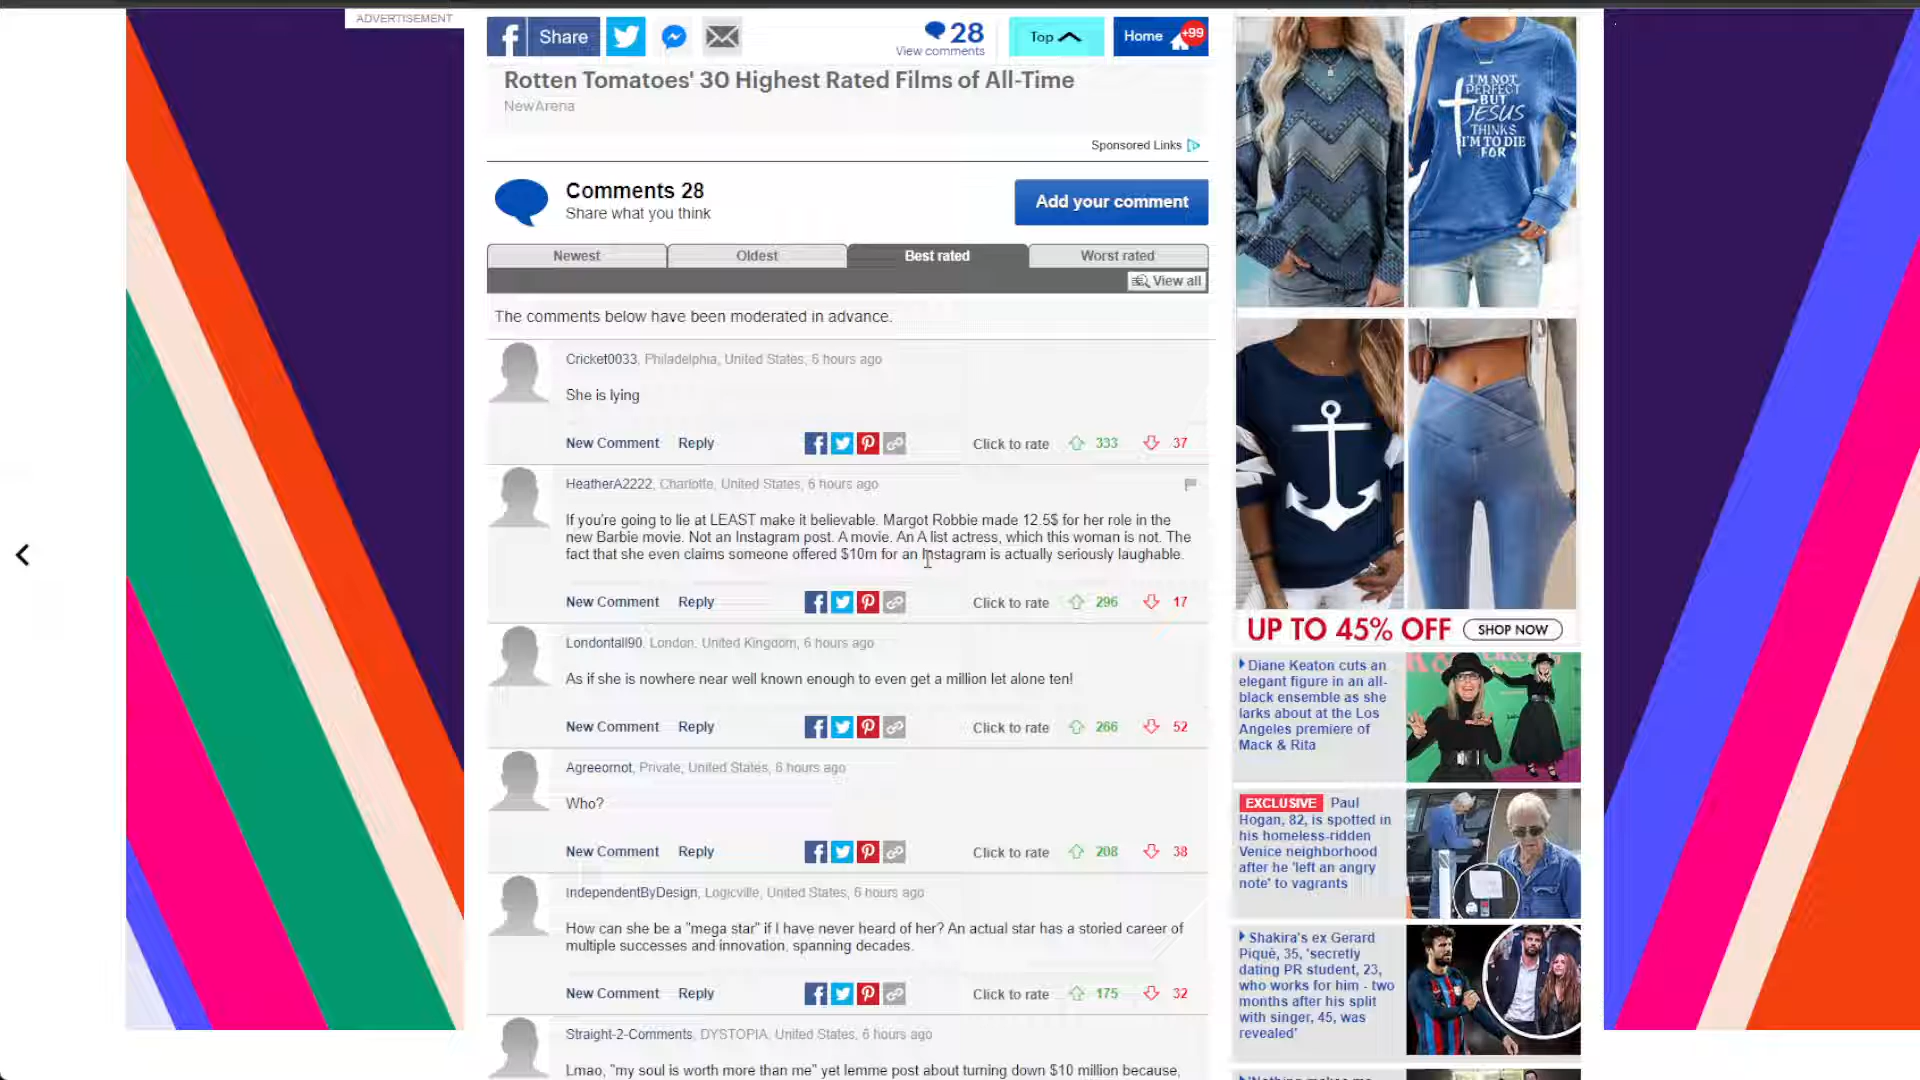 ADVERTISEMENT
Share
28
View comments
Top
Home
+99
Rotten Tomatoes' 30 Highest Rated Films of All-Time
NewArena
Sponsored Links
Comments 28
Share what you think
Add your comment
Newest
Oldest
Best rated
Worst rated
View all
The comments below have been moderated in advance.
Cricket0033, Philadelphia, United States, 6 hours ago
She is lying
New Comment Reply Click to rate 333 37
HeatherA2222, Charlotte, United States, 6 hours ago
If you're going to lie at LEAST make it believable. Margot Robbie made 12.5$ for her role in the
new Barbie movie. Not an Instagram post. A movie. An A list actress, which this woman is not. The
fact that she even claims someone offered $10m for an Instagram is actually seriously laughable.
New Comment Reply Click to rate 296 17
Londontall90, London, United Kingdom, 6 hours ago
As if she is nowhere near well known enough to even get a million let alone ten!
New Comment Reply Click to rate 266 52
Agreeornot, Private, United States, 6 hours ago
Who?
New Comment Reply Click to rate 208 38
IndependentByDesign, Logicville, United States, 6 hours ago
How can she be a "mega star" if I have never heard of her? An actual star has a storied career of
multiple successes and innovation, spanning decades.
New Comment Reply Click to rate 175 32
Straight-2-Comments, DYSTOPIA, United States, 6 hours ago
Lmao, "my soul is worth more than me" yet lemme post about turning down $10 million because,
I'M NOT
PERFECT
BUT
JESUS
THINKS
I'M TO DIE
FOR
UP TO 45% OFF
SHOP NOW
Diane Keaton cuts an
elegant figure in an all-
black ensemble as she
larks about at the Los
Angeles premiere of
Mack & Rita
EXCLUSIVE Paul
Hogan, 82, is spotted in
his homeless-ridden
Venice neighborhood
after he 'left an angry
note' to vagrants
Shakira's ex Gerard
Piqué, 35, 'secretly
dating PR student, 23,
who works for him - two
months after his split
with singer, 45, was
revealed'